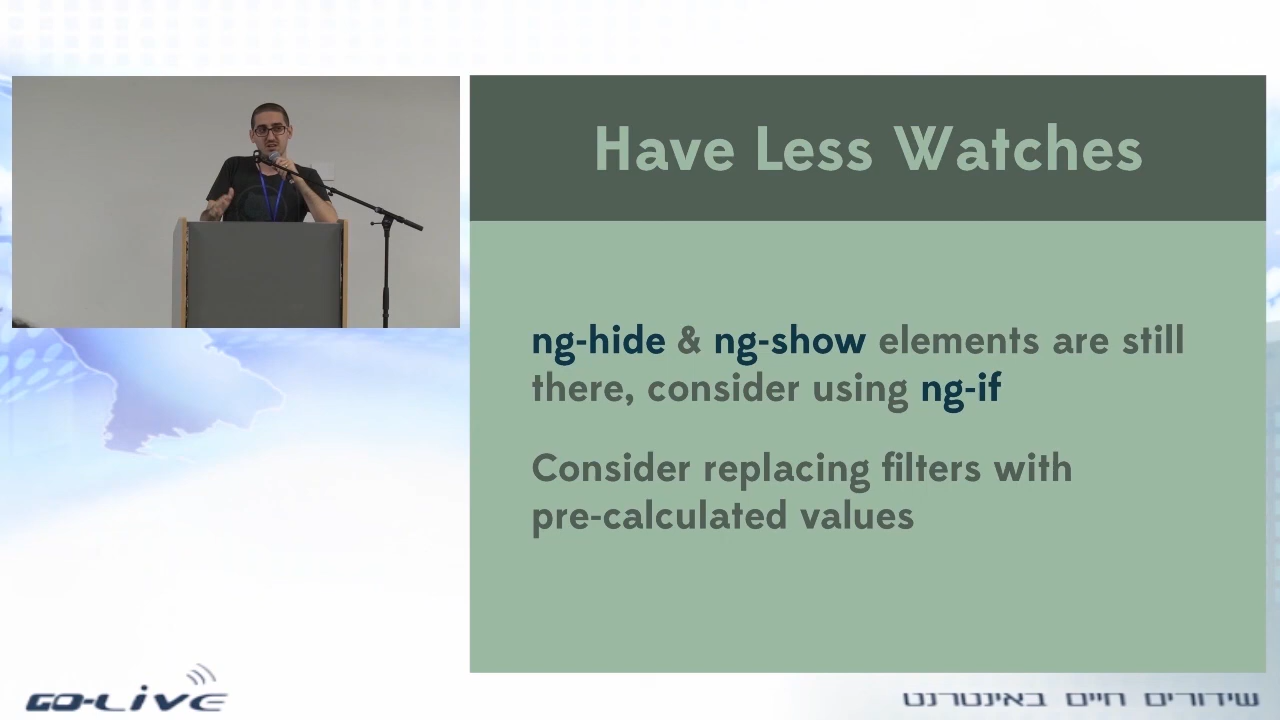 Have Less Watches
ng-hide & ng-show elements are still
there, consider using ng-if
Consider replacing filters with
pre-calculated values
GO-LIVE
שידורים חיים באינטרנט